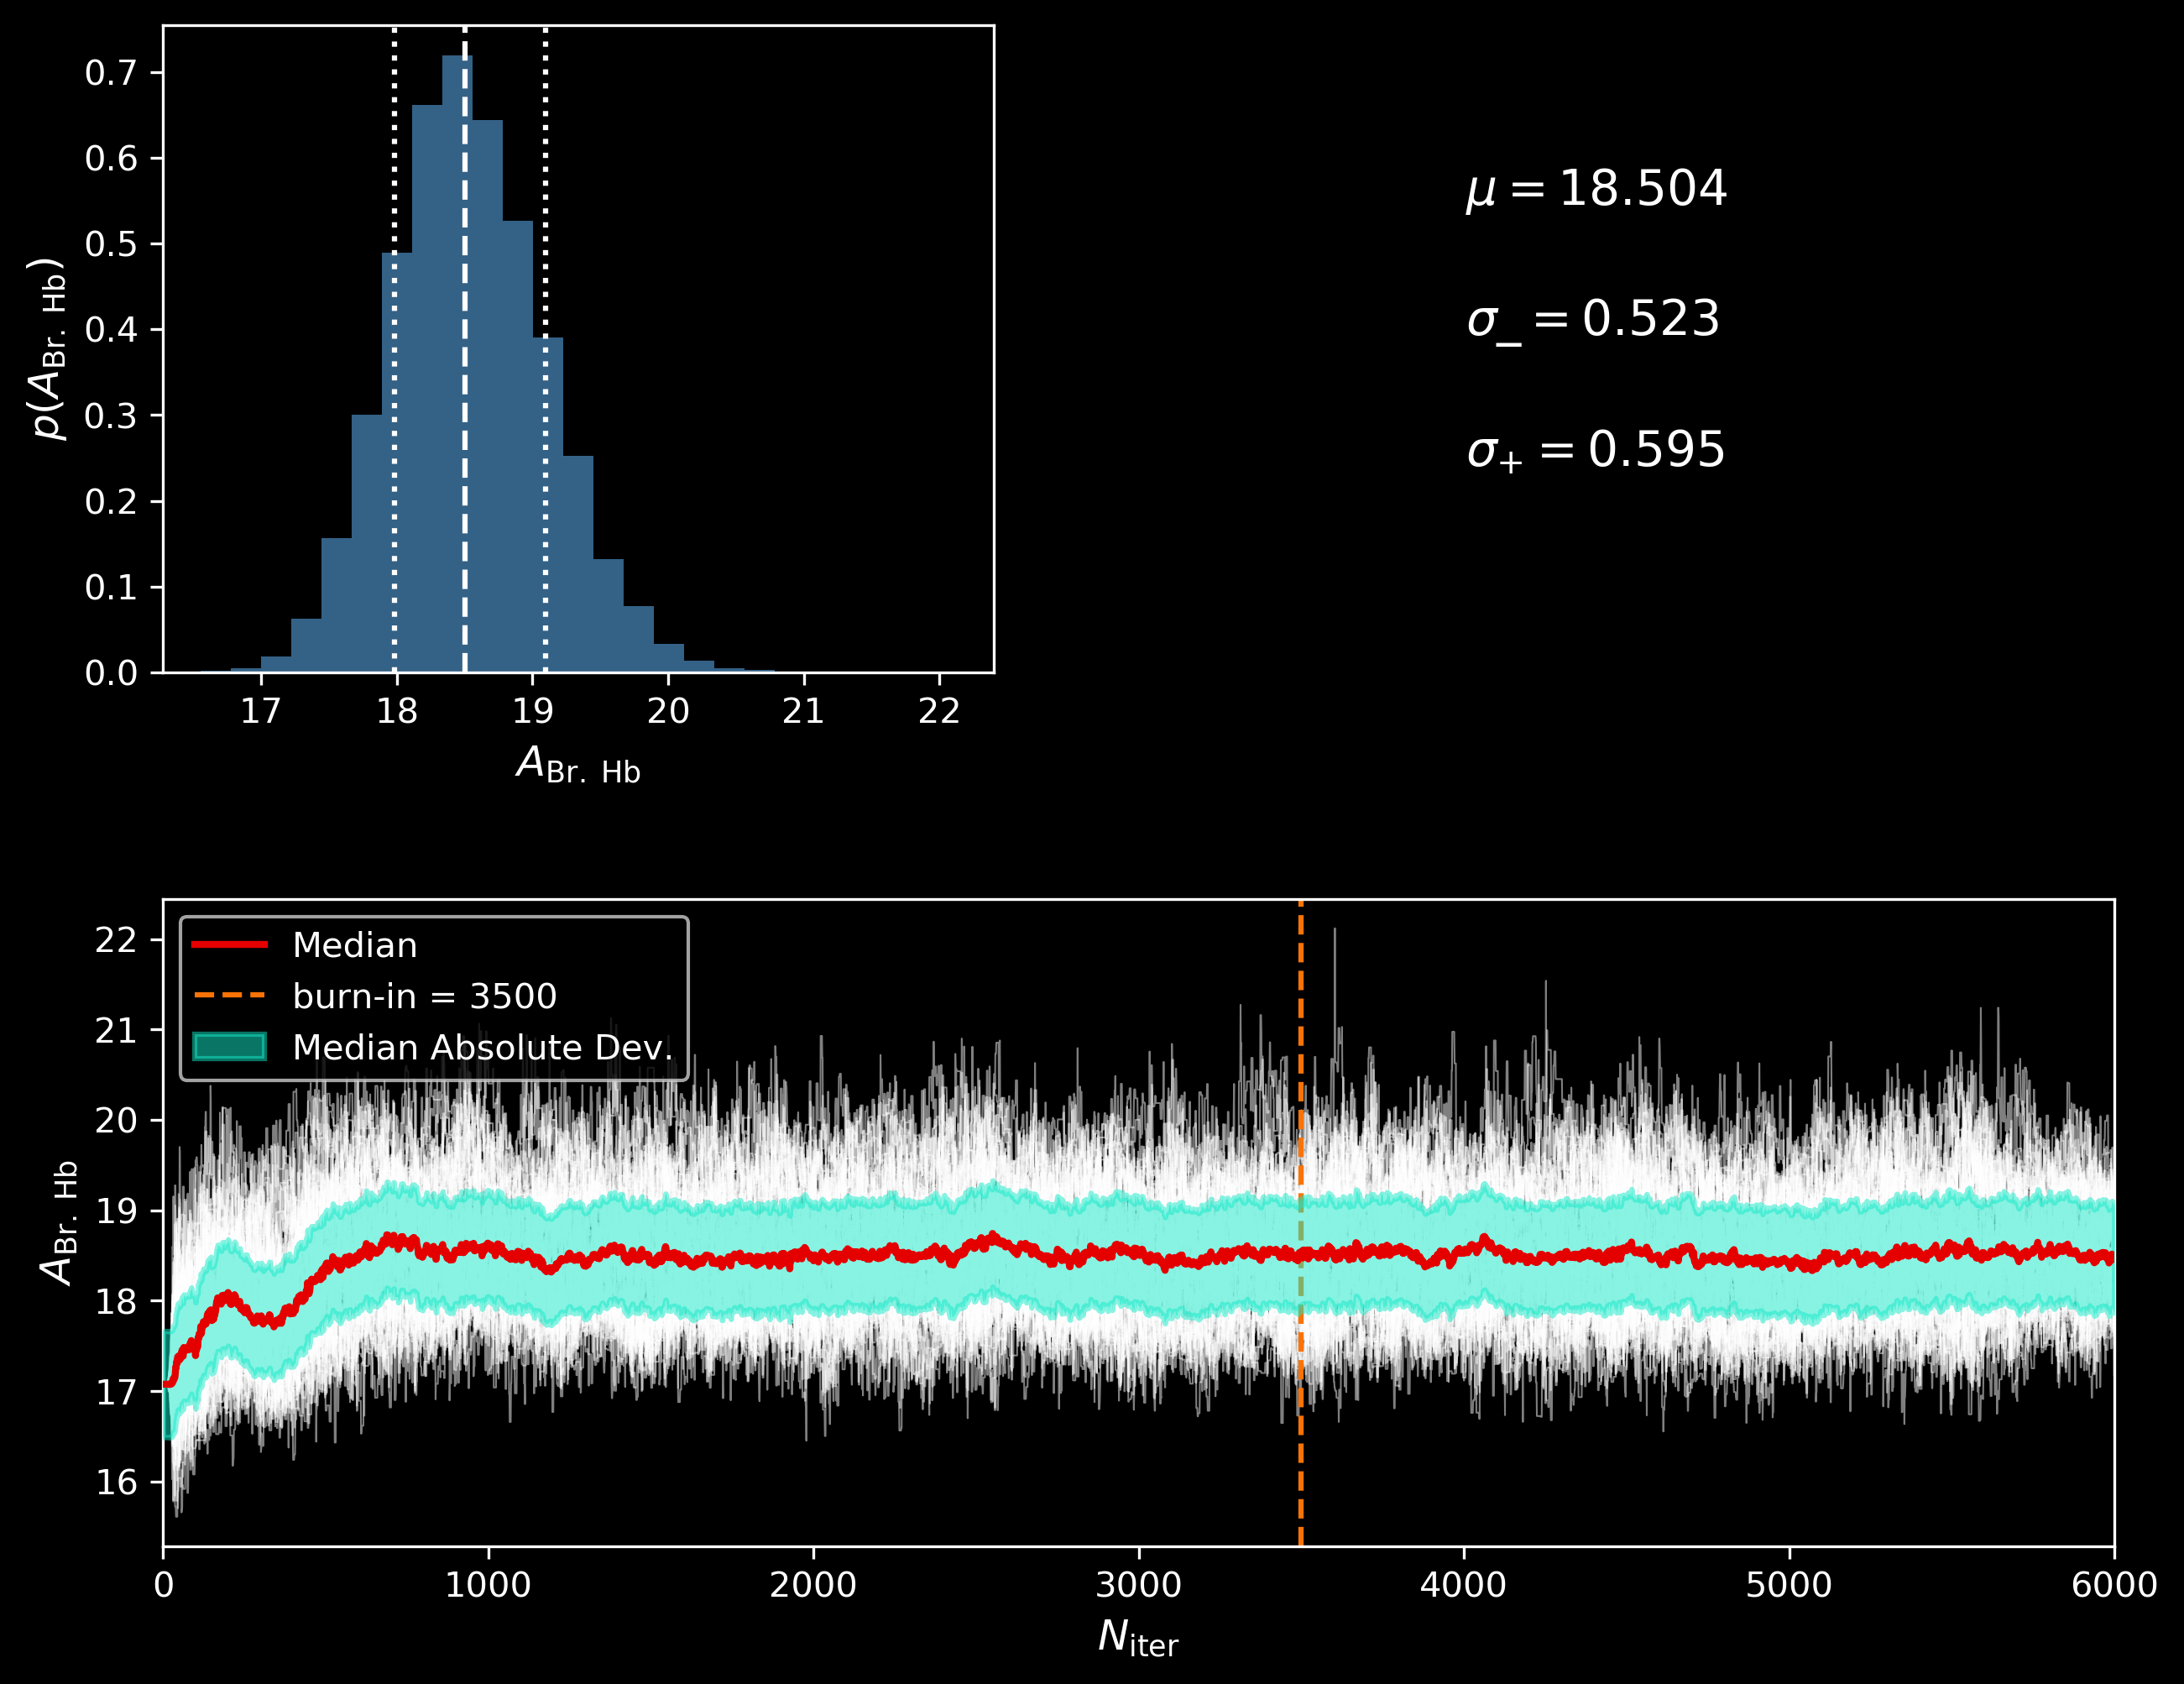 0.7
0.6
0.5
0.4
0.3
0.2
0.1
0.0
p(A_Br. Hb)
17 18 19 20 21 22
A_Br. Hb
μ = 18.504
σ_− = 0.523
σ_+ = 0.595
Median
burn-in = 3500
Median Absolute Dev.
22
21
20
19
18
17
16
A_Br. Hb
0 1000 2000 3000 4000 5000 6000
N_iter